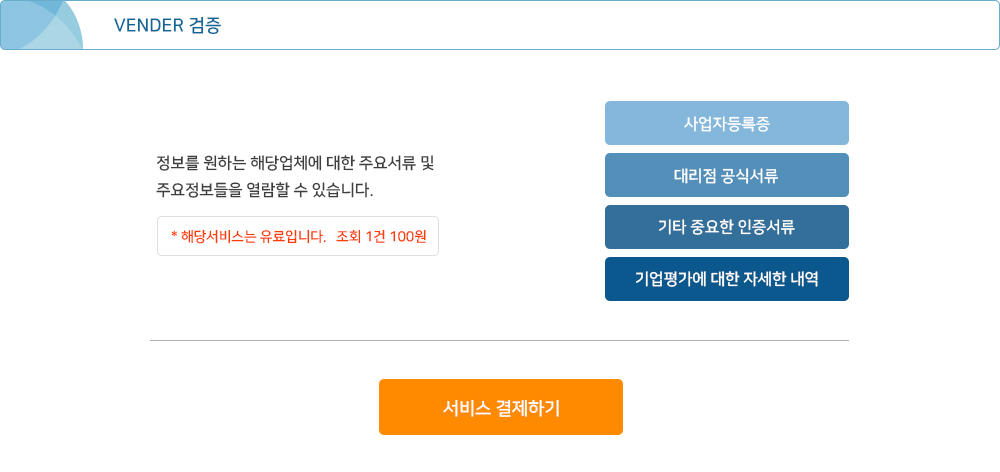 VENDER 검증
정보를 원하는 해당업체에 대한 주요서류 및
주요정보들을 열람할 수 있습니다.
* 해당서비스는 유료입니다. 조회 1건 100원
사업자등록증
대리점 공식서류
기타 중요한 인증서류
기업평가에 대한 자세한 내역
서비스 결제하기